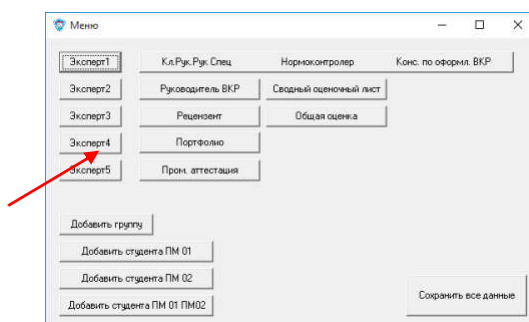 Меню
Эксперт1 Кл.Рук.Рук Спец Нормоконтролер Конс. по оформл. ВКР
Эксперт2 Руководитель ВКР Сводный оценочный лист
Эксперт3 Рецензент Общая оценка
Эксперт4 Портфолио
Эксперт5 Пром. аттестация
Добавить группу
Добавить студента ПМ 01
Добавить студента ПМ 02
Добавить студента ПМ 01 ПМ02
Сохранить все данные